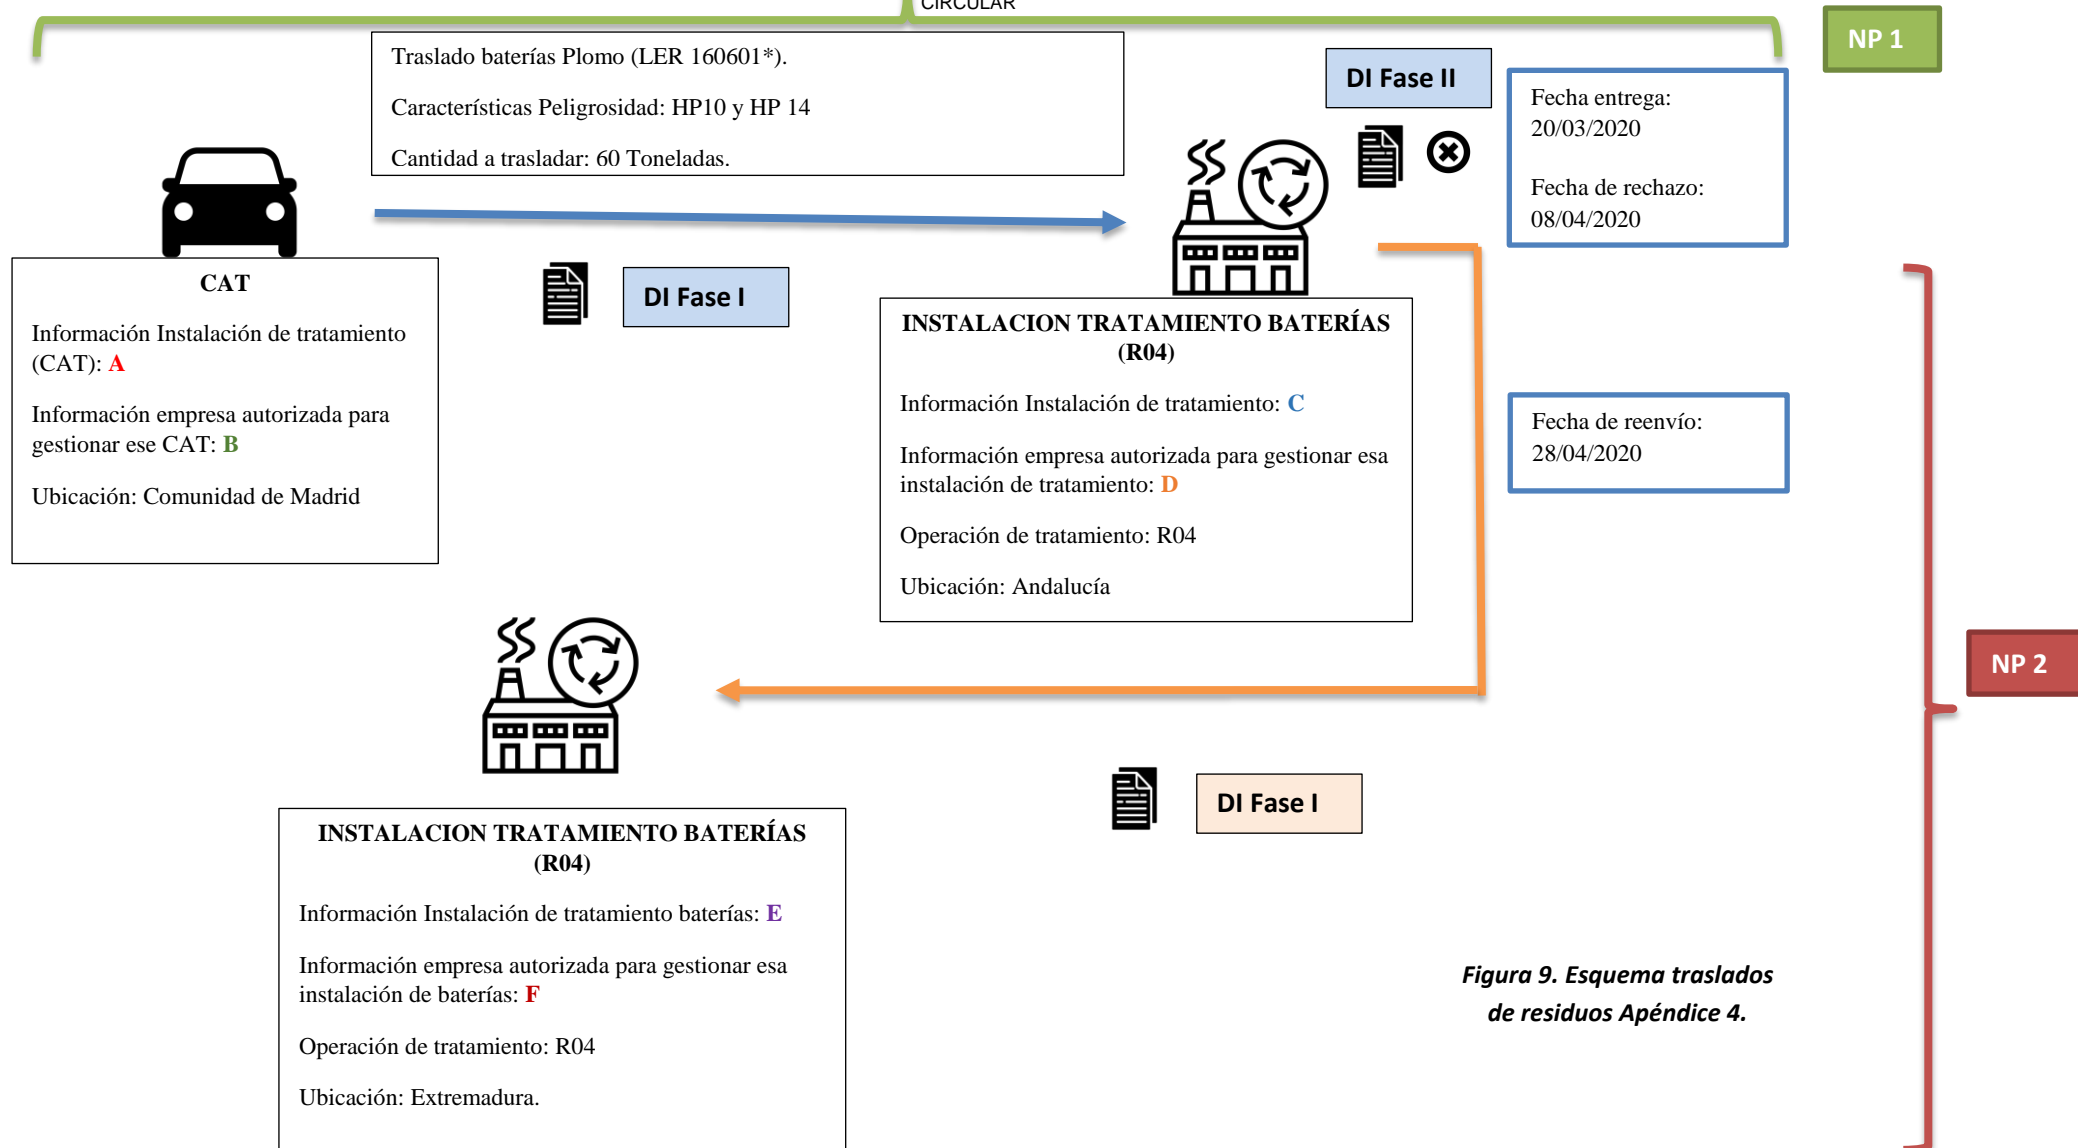 CIRCULAR
NP 1
Traslado baterías Plomo (LER 160601*).
Características Peligrosidad: HP10 y HP 14
Cantidad a trasladar: 60 Toneladas.
DI Fase II
Fecha entrega:
20/03/2020
Fecha de rechazo:
08/04/2020
CAT
Información Instalación de tratamiento
(CAT): A
Información empresa autorizada para
gestionar ese CAT: B
Ubicación: Comunidad de Madrid
DI Fase I
INSTALACION TRATAMIENTO BATERÍAS
(R04)
Información Instalación de tratamiento: C
Información empresa autorizada para gestionar esa
instalación de tratamiento: D
Operación de tratamiento: R04
Ubicación: Andalucía
Fecha de reenvío:
28/04/2020
NP 2
DI Fase I
INSTALACION TRATAMIENTO BATERÍAS
(R04)
Información Instalación de tratamiento baterías: E
Información empresa autorizada para gestionar esa
instalación de baterías: F
Operación de tratamiento: R04
Ubicación: Extremadura.
Figura 9. Esquema traslados
de residuos Apéndice 4.